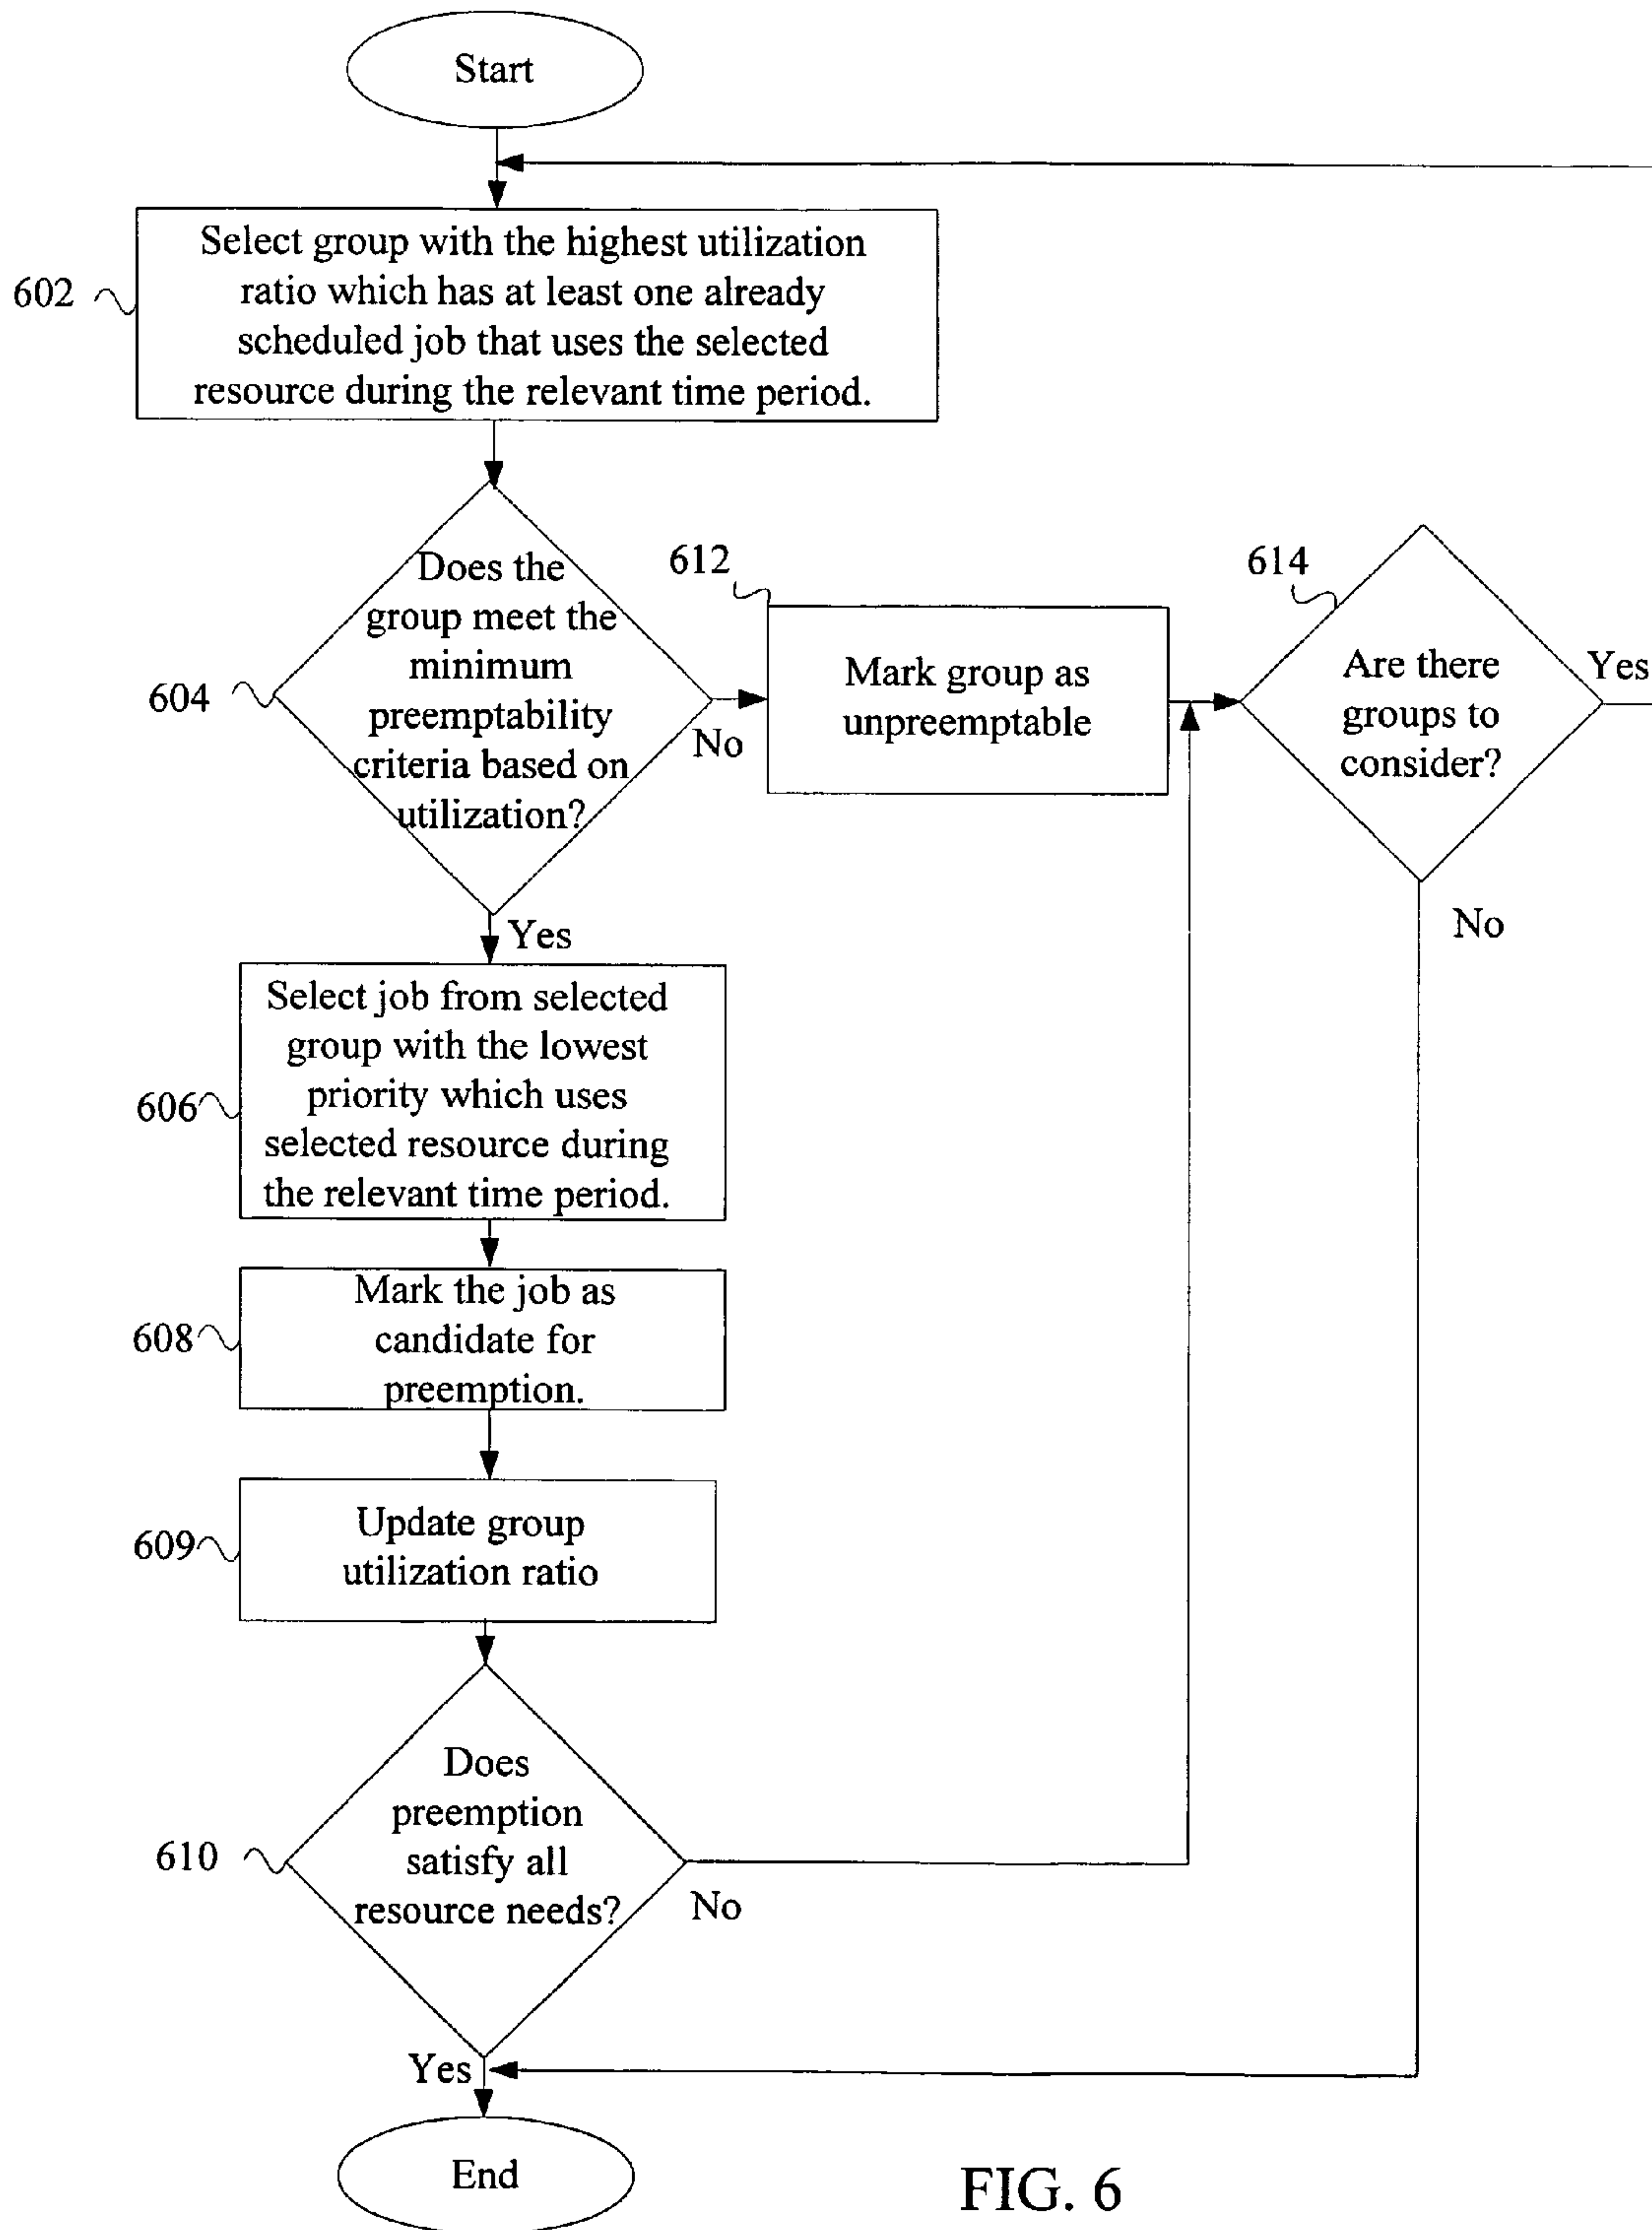 Start
602
Select group with the highest utilization
ratio which has at least one already
scheduled job that uses the selected
resource during the relevant time period.
604
Does the
group meet the
minimum
preemptability
criteria based on
utilization?
No
612
Mark group as
unpreemptable
614
Are there
groups to
consider?
Yes
No
Yes
606
Select job from selected
group with the lowest
priority which uses
selected resource during
the relevant time period.
608
Mark the job as
candidate for
preemption.
609
Update group
utilization ratio
610
Does
preemption
satisfy all
resource needs?
No
Yes
End
FIG. 6